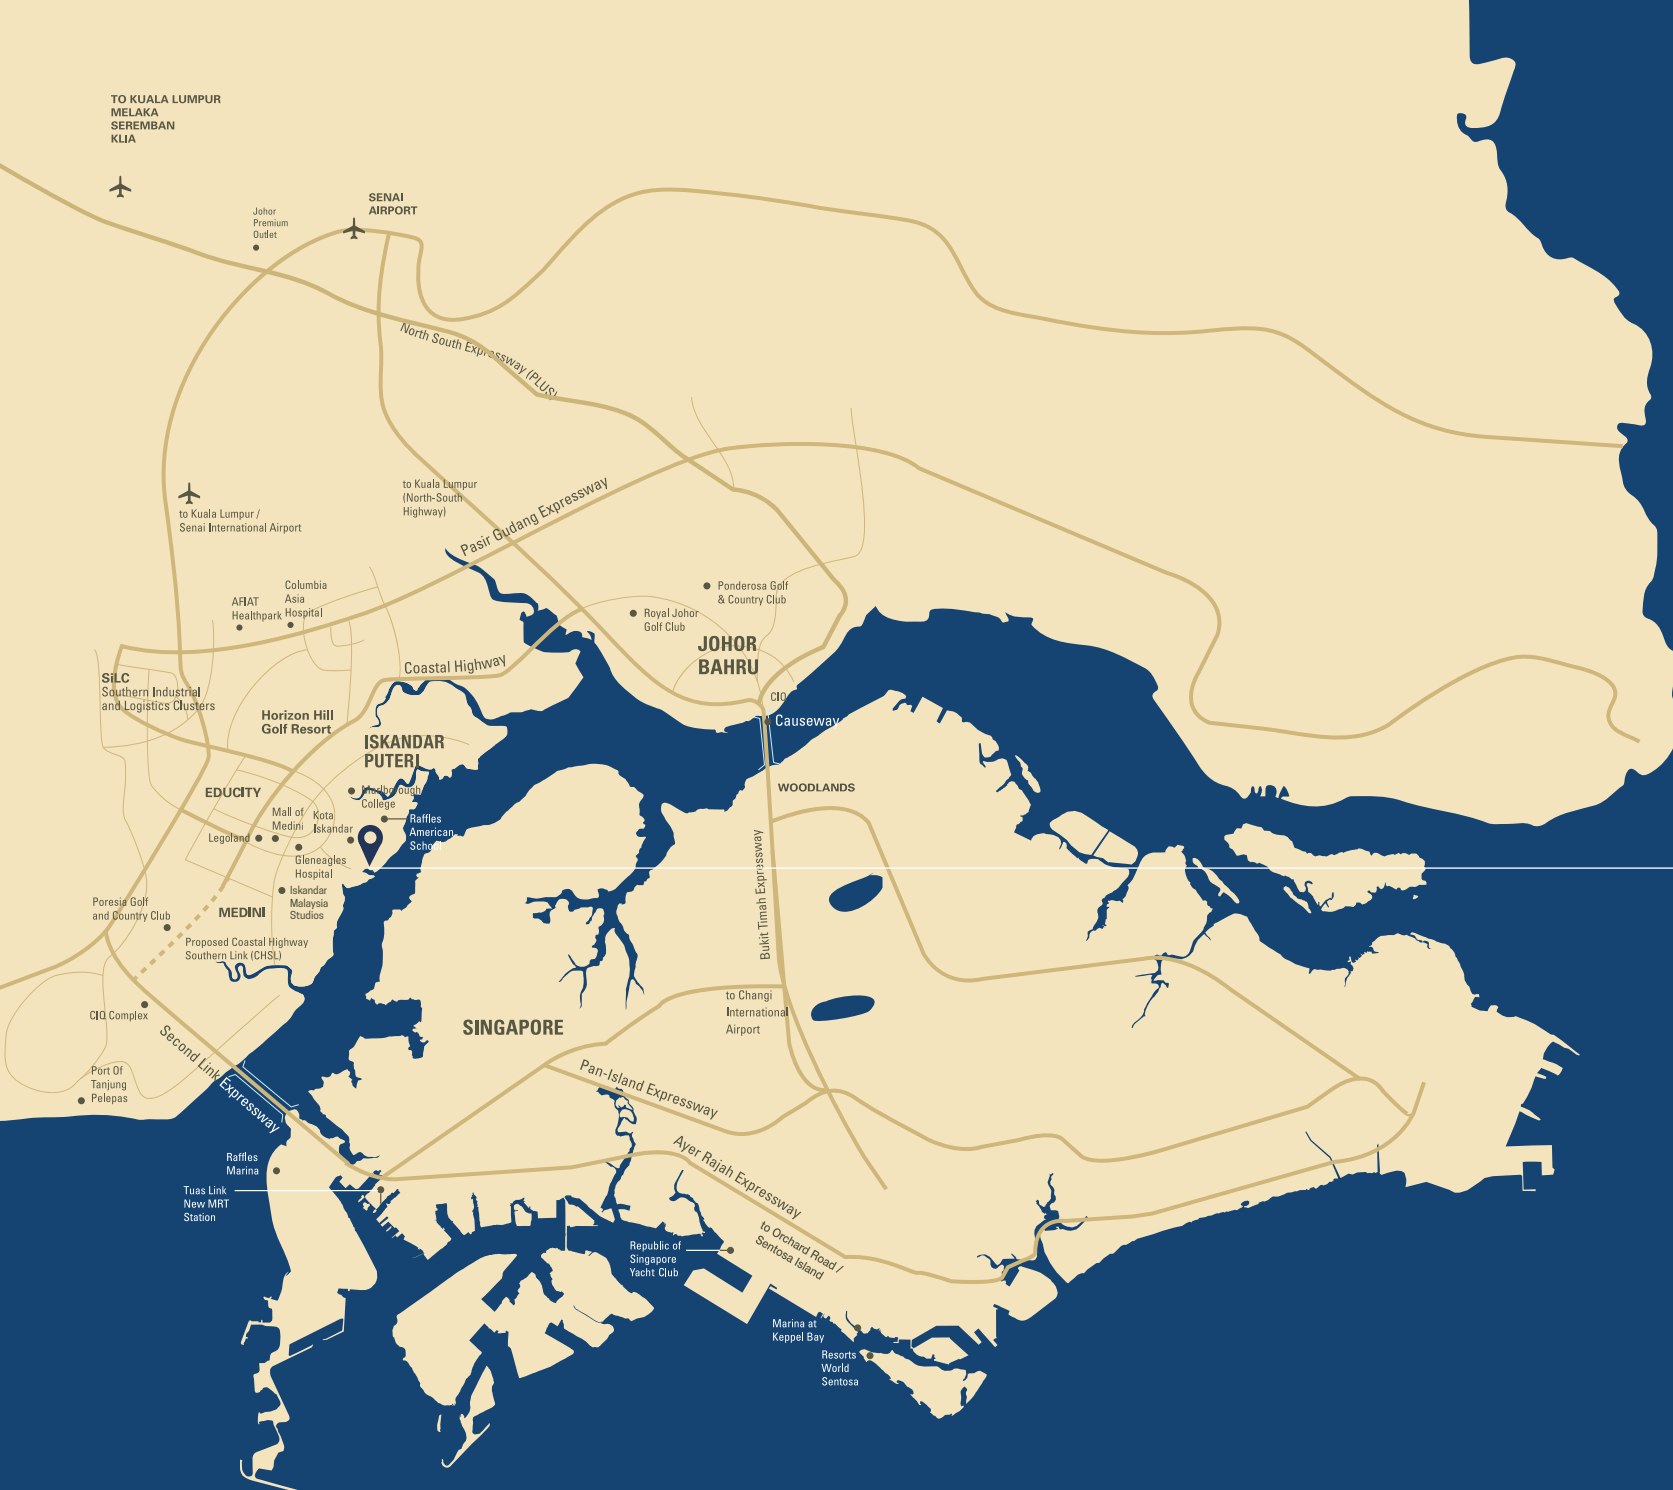 TO KUALA LUMPUR
MELAKA
SEREMBAN
KLIA
SENAI
AIRPORT
Johor
Premium
Outlet
North South Expressway (PLUS)
to Kuala Lumpur
(North-South
Highway)
Pasir Gudang Expressway
to Kuala Lumpur /
Senai International Airport
Columbia
Asia
Hospital
AFIAT
Healthpark
Ponderosa Golf
& Country Club
Royal Johor
Golf Club
JOHOR
BAHRU
Coastal Highway
SiLC
Southern Industrial
and Logistics Clusters
CIQ
Causeway
Horizon Hill
Golf Resort
ISKANDAR
PUTERI
WOODLANDS
EDUCITY
Marlborough
College
Mall of
Medini
Kota
Iskandar
Raffles
American
School
Legoland
Gleneagles
Hospital
Iskandar
Malaysia
Studios
Bukit Timah Expressway
Poresia Golf
and Country Club
MEDINI
Proposed Coastal Highway
Southern Link (CHSL)
to Changi
International
Airport
CIQ Complex
SINGAPORE
Second Link Expressway
Port Of
Tanjung
Pelepas
Pan-Island Expressway
Ayer Rajah Expressway
Raffles
Marina
Tuas Link
New MRT
Station
to Orchard Road /
Sentosa Island
Republic of
Singapore
Yacht Club
Marina at
Keppel Bay
Resorts
World
Sentosa